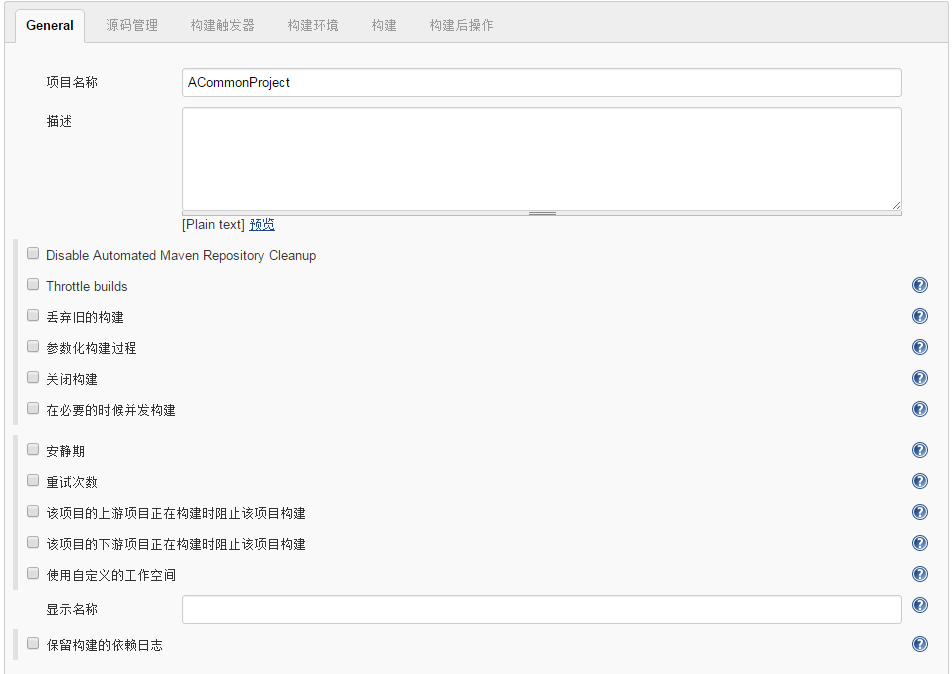 General 源码管理 构建触发器 构建环境 构建 构建后操作
项目名称 ACommonProject
描述
[Plain text] 预览
Disable Automated Maven Repository Cleanup
Throttle builds
丢弃旧的构建
参数化构建过程
关闭构建
在必要的时候并发构建
安静期
重试次数
该项目的上游项目正在构建时阻止该项目构建
该项目的下游项目正在构建时阻止该项目构建
使用自定义的工作空间
显示名称
保留构建的依赖日志